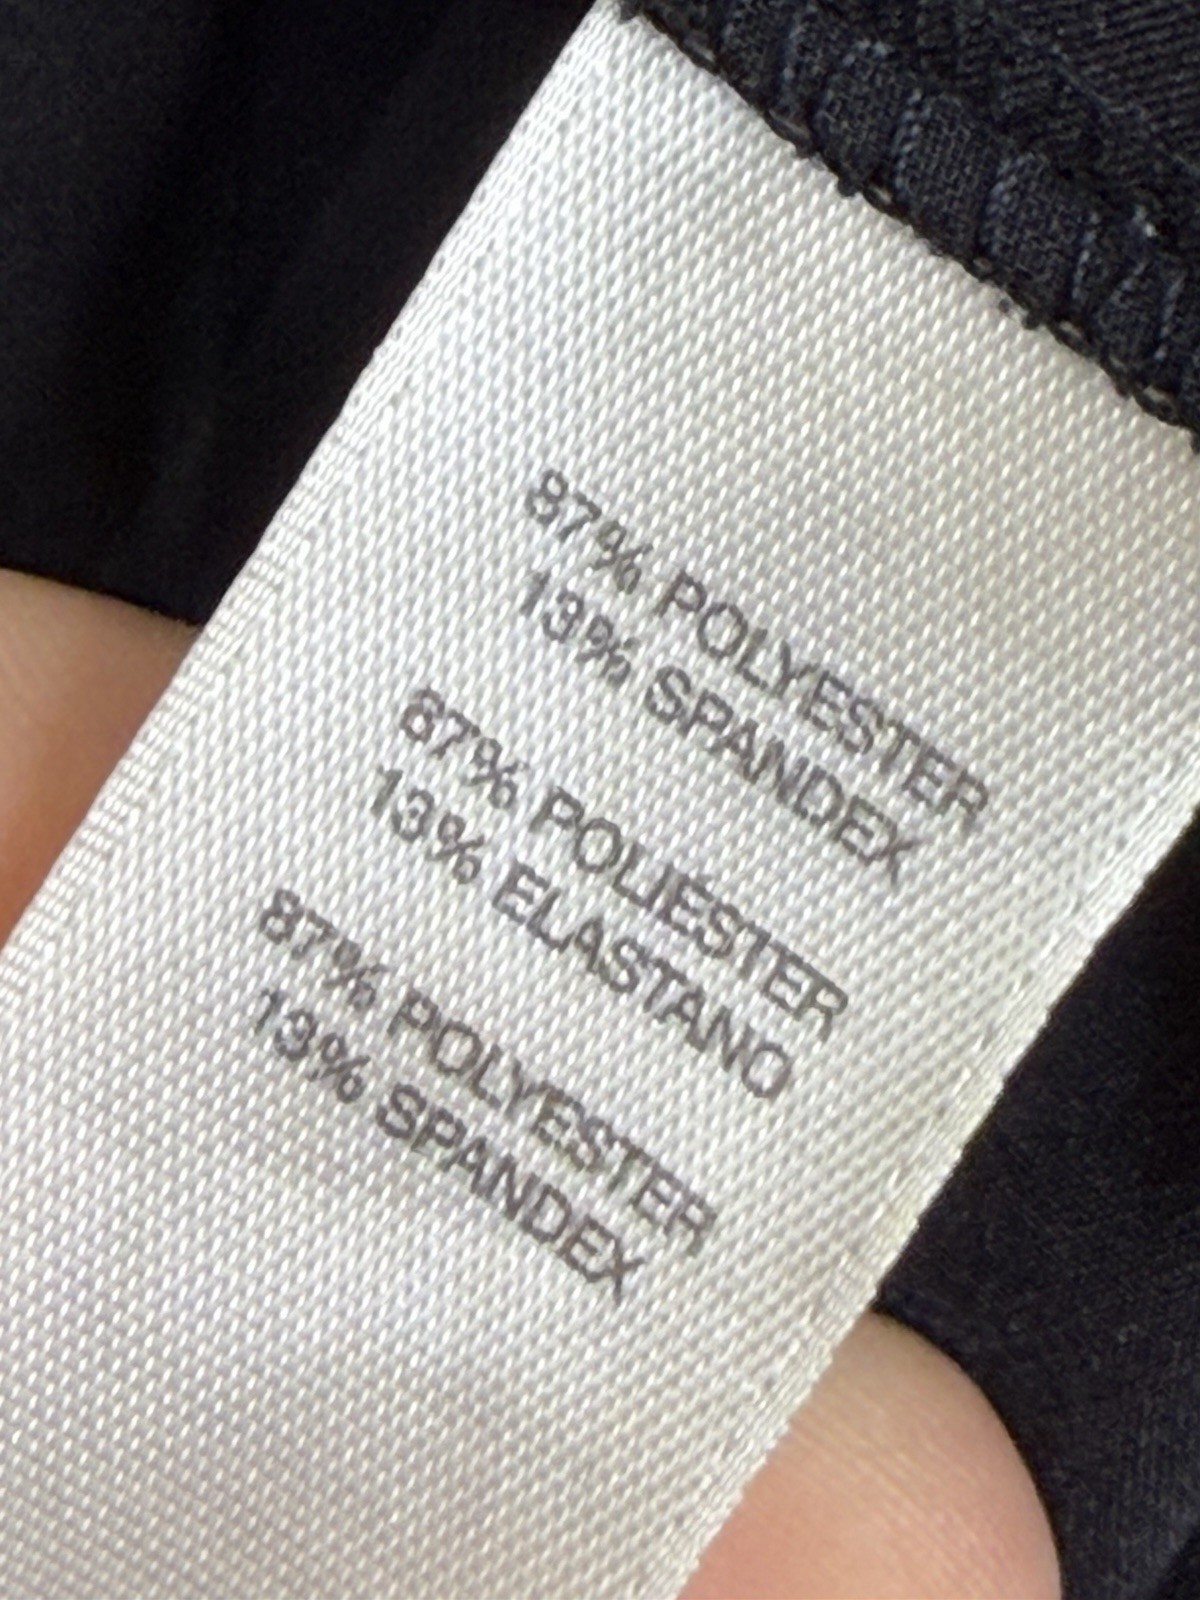 87% POLYESTER
13% SPANDEX
87% POLIÉSTER
13% ELASTANO
87% POLYESTER
13% SPANDEX